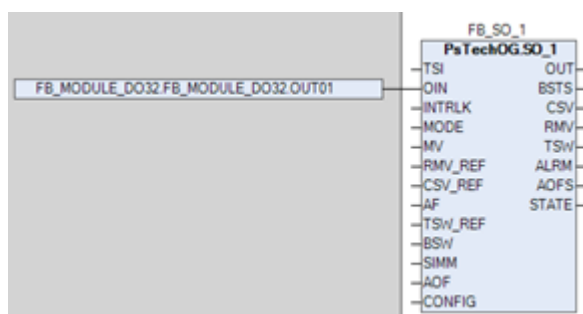 FB_SO_1
PsTechOG.SO_1
TSI OUT
FB_MODULE_DO32.FB_MODULE_DO32.OUT01 OIN BSTS
INTRLK CSV
MODE RMV
MV TSW
RMV_REF ALRM
CSV_REF AOFS
AF STATE
TSW_REF
BSW
SIMM
AOF
CONFIG